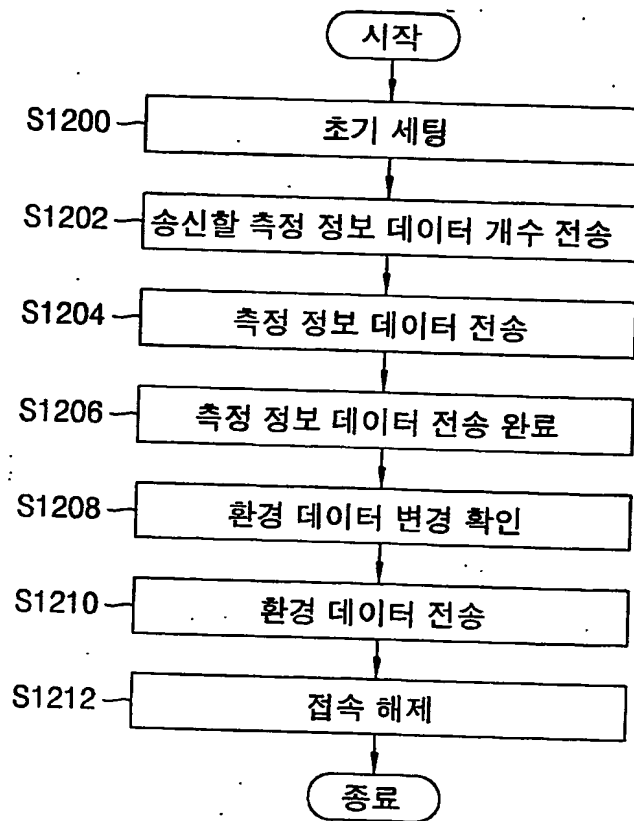 시작
S1200 초기 세팅
S1202 송신할 측정 정보 데이터 개수 전송
S1204 측정 정보 데이터 전송
S1206 측정 정보 데이터 전송 완료
S1208 환경 데이터 변경 확인
S1210 환경 데이터 전송
S1212 접속 해제
종료